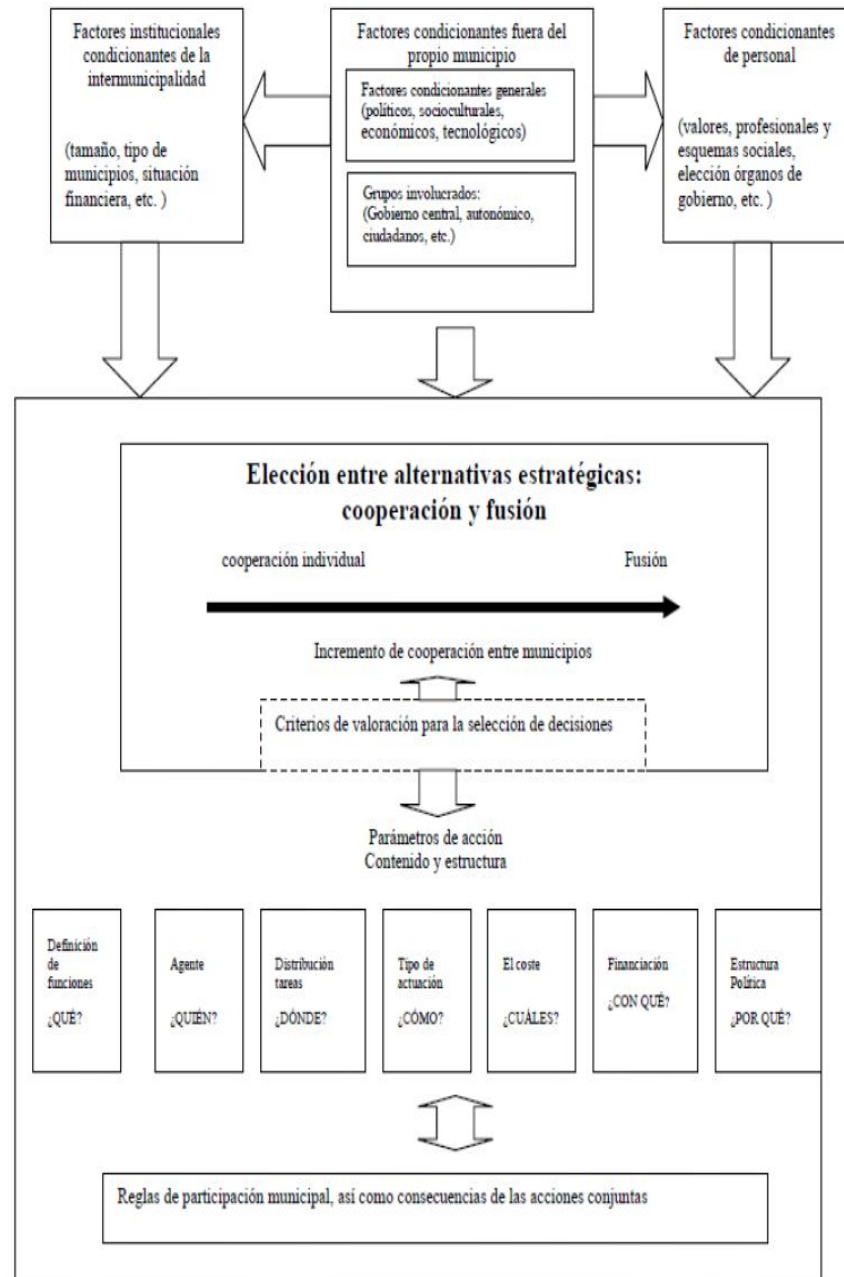 Factores institucionales
condicionantes de la
intermunicipalidad
(tamaño, tipo de
municipios, situación
financiera, etc. )
Factores condicionantes fuera del
propio municipio
Factores condicionantes generales
(políticos, socioculturales,
económicos, tecnológicos)
Grupos involucrados:
(Gobierno central, autonómico,
ciudadanos, etc.)
Factores condicionantes
de personal
(valores, profesionales y
esquemas sociales,
elección órganos de
gobierno, etc. )
Elección entre alternativas estratégicas:
cooperación y fusión
cooperación individual
Fusión
Incremento de cooperación entre municipios
Criterios de valoración para la selección de decisiones
Parámetros de acción
Contenido y estructura
Definición
de
funciones
¿QUÉ?
Agente
¿QUIÉN?
Distribución
tareas
¿DÓNDE?
Tipo de
actuación
¿CÓMO?
El coste
¿CUÁLES?
Financiación
¿CON QUÉ?
Estructura
Política
¿POR QUÉ?
Reglas de participación municipal, así como consecuencias de las acciones conjuntas